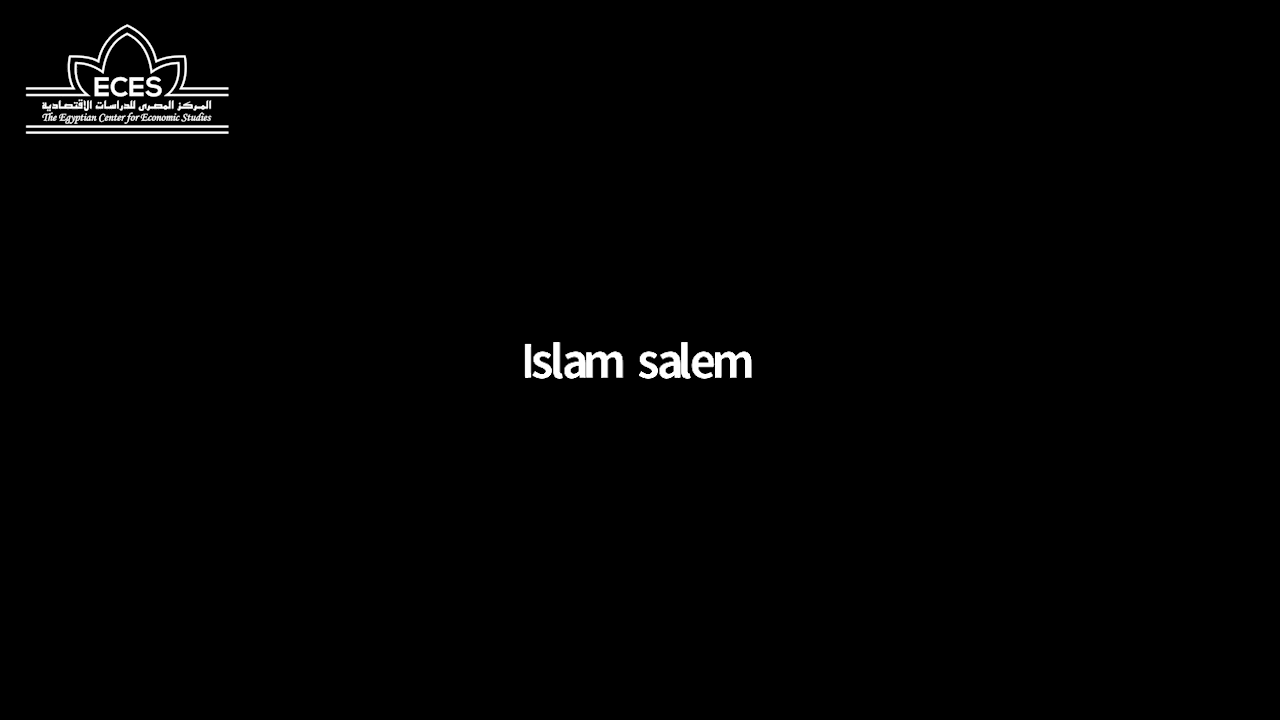 ECES
المركز المصرى للدراسات الاقتصادية
The Egyptian Center for Economic Studies
Islam salem